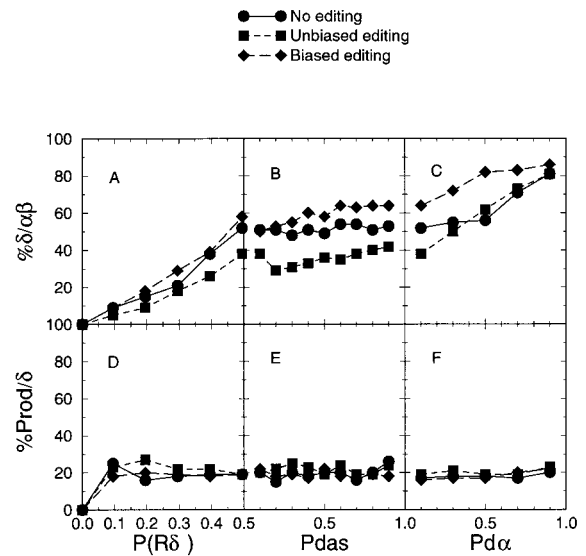 No editing
Unbiased editing
Biased editing
100
80
60
40
20
100
%δ/αβ
A
B
C
80
60
40
20
0
%Prod/δ
D
E
F
0.0 0.1 0.2 0.3 0.4 0.5 0.5 1.0 0.5 1.0
P(Rδ) Pdas Pdα